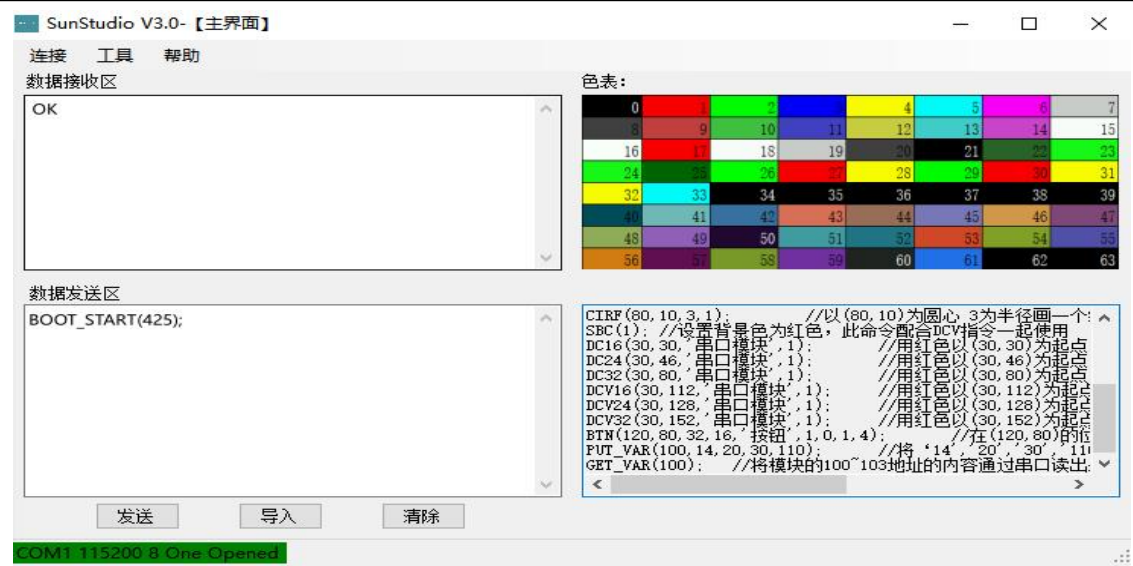 SunStudio V3.0-【主界面】
连接 工具 帮助
数据接收区
OK
色表：
0 1 2 3 4 5 6 7
8 9 10 11 12 13 14 15
16 17 18 19 20 21 22 23
24 25 26 27 28 29 30 31
32 33 34 35 36 37 38 39
40 41 42 43 44 45 46 47
48 49 50 51 52 53 54 55
56 57 58 59 60 61 62 63
数据发送区
BOOT_START(425);
CIRF(80,10,3,1); //以(80,10)为圆心 3为半径画一个
SBC(1); //设置背景色为红色，此命令配合DCV指令一起使用
DC16(30,30,'串口模块',1); //用红色以(30,30)为起点
DC24(30,46,'串口模块',1); //用红色以(30,46)为起点
DC32(30,80,'串口模块',1); //用红色以(30,80)为起点
DCV16(30,112,'串口模块',1); //用红色以(30,112)为起点
DCV24(30,128,'串口模块',1); //用红色以(30,128)为起点
DCV32(30,152,'串口模块',1); //用红色以(30,152)为起点
BTN(120,80,32,16,'按钮',1,0,1,4); //在(120,80)的位
PUT_VAR(100,14,20,30,110); //将‘14’,‘20’,‘30’,‘11
GET_VAR(100); //将模块的100~103地址的内容通过串口读出
发送 导入 清除
COM1 115200 8 One Opened